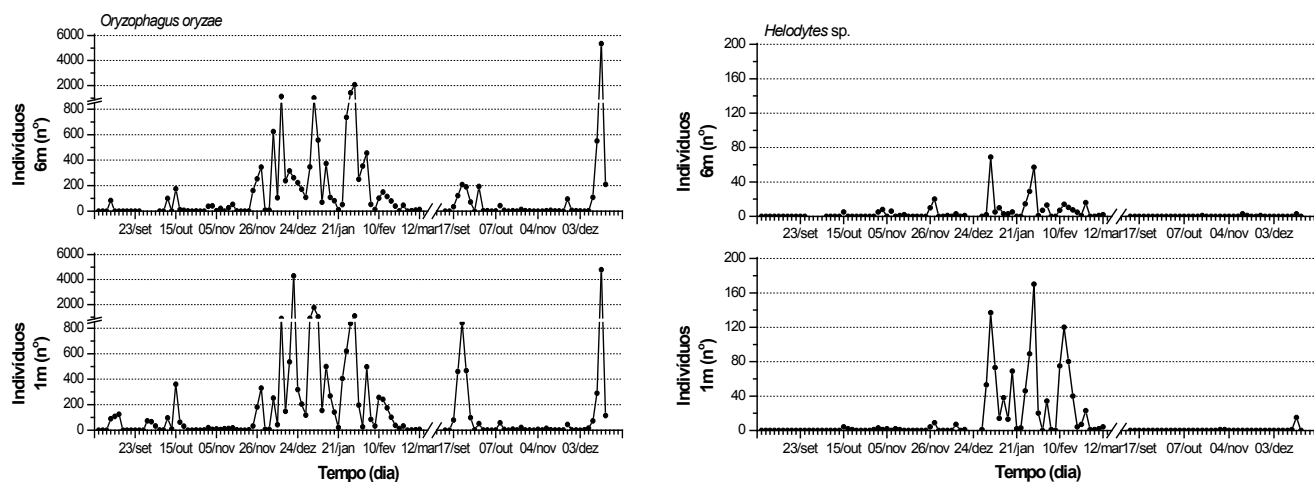 Oryzophagus oryzae
Indivíduos
6m (nº)
6000
4000
2000
800
600
400
200
0
23/set 15/out 05/nov 26/nov 24/dez 21/jan 10/fev 12/mar 17/set 07/out 04/nov 03/dez
Indivíduos
1m (nº)
6000
4000
2000
800
600
400
200
0
23/set 15/out 05/nov 26/nov 24/dez 21/jan 10/fev 12/mar 17/set 07/out 04/nov 03/dez
Tempo (dia)
Helodytes sp.
Indivíduos
6m (nº)
200
160
120
80
40
0
23/set 15/out 05/nov 26/nov 24/dez 21/jan 10/fev 12/mar 17/set 07/out 04/nov 03/dez
Indivíduos
1m (nº)
200
160
120
80
40
0
23/set 15/out 05/nov 26/nov 24/dez 21/jan 10/fev 12/mar 17/set 07/out 04/nov 03/dez
Tempo (dia)